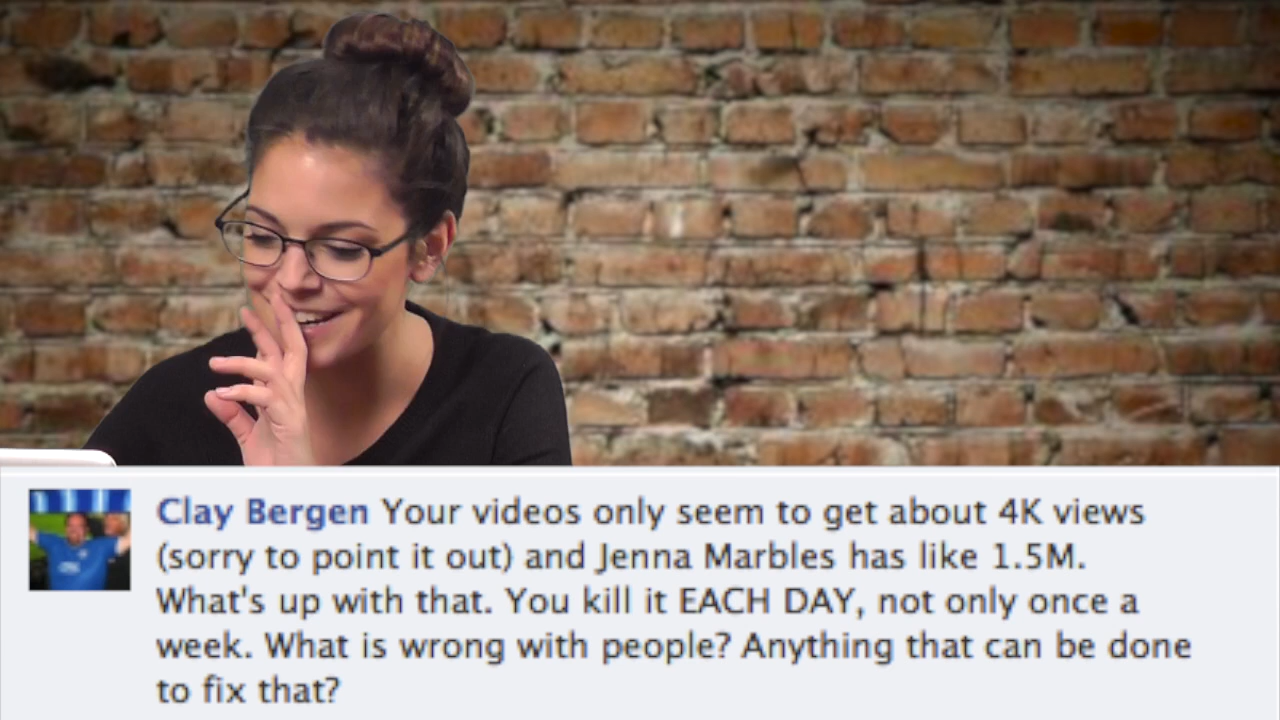 Clay Bergen Your videos only seem to get about 4K views
(sorry to point it out) and Jenna Marbles has like 1.5M.
What's up with that. You kill it EACH DAY, not only once a
week. What is wrong with people? Anything that can be done
to fix that?